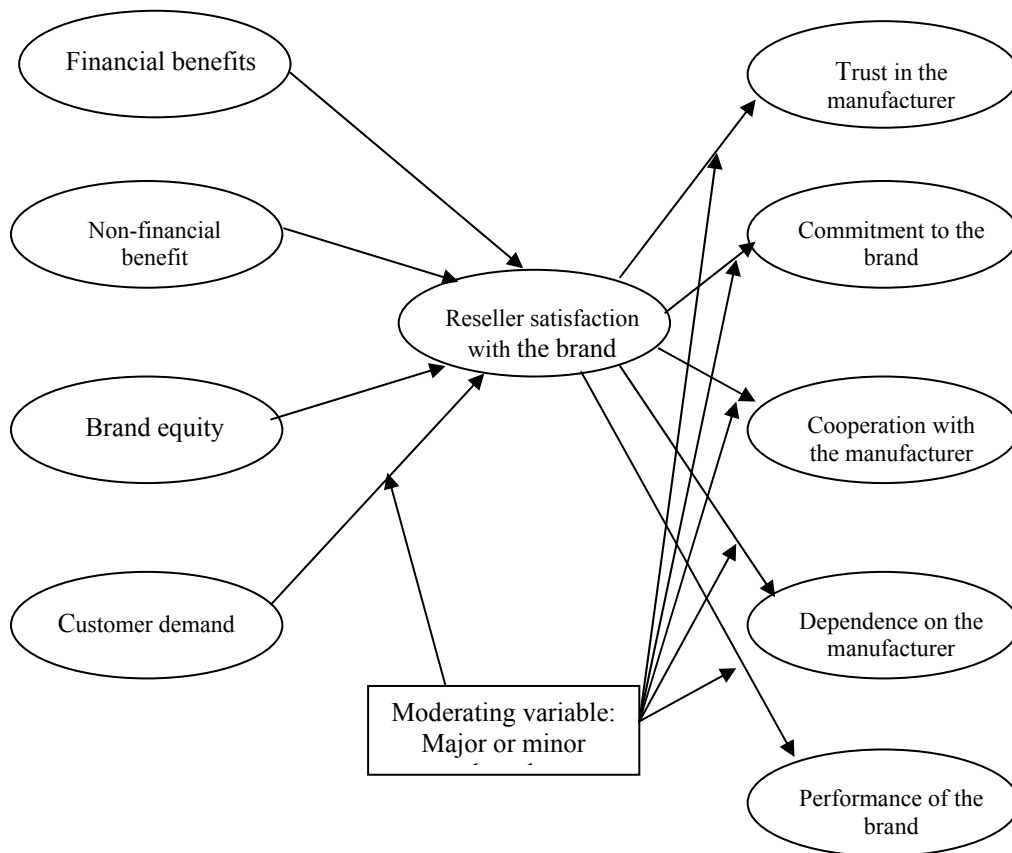 Financial benefits
Non-financial
benefit
Brand equity
Customer demand
Reseller satisfaction
with the brand
Moderating variable:
Major or minor
Trust in the
manufacturer
Commitment to the
brand
Cooperation with
the manufacturer
Dependence on the
manufacturer
Performance of the
brand